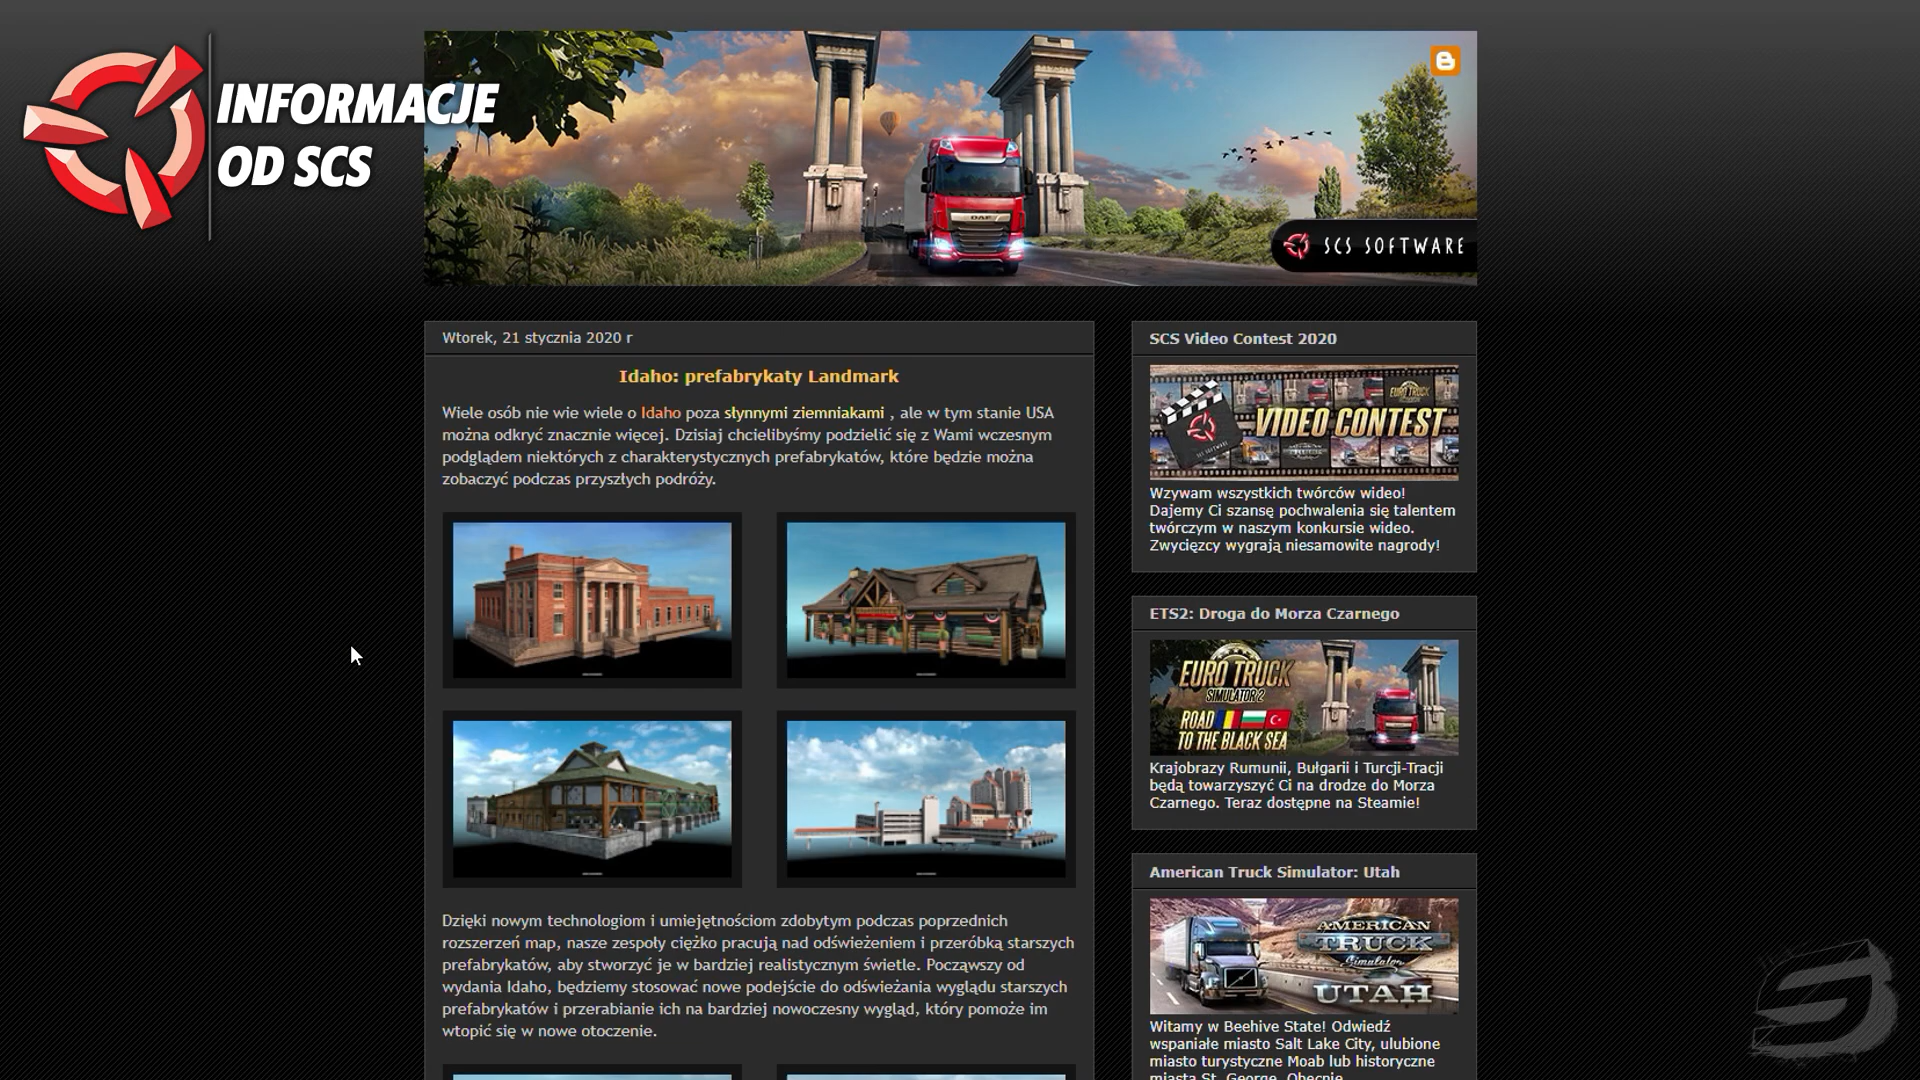 INFORMACJE
OD SCS
DAF
SCS SOFTWARE
Wtorek, 21 stycznia 2020 r
Idaho: prefabrykaty Landmark
Wiele osób nie wie wiele o Idaho poza słynnymi ziemniakami , ale w tym stanie USA
można odkryć znacznie więcej. Dzisiaj chcielibyśmy podzielić się z Wami wczesnym
podglądem niektórych z charakterystycznych prefabrykatów, które będzie można
zobaczyć podczas przyszłych podróży.
Dzięki nowym technologiom i umiejętnościom zdobytym podczas poprzednich
rozszerzeń map, nasze zespoły ciężko pracują nad odświeżeniem i przeróbką starszych
prefabrykatów, aby stworzyć je w bardziej realistycznym świetle. Począwszy od
wydania Idaho, będziemy stosować nowe podejście do odświeżania wyglądu starszych
prefabrykatów i przerabianie ich na bardziej nowoczesny wygląd, który pomoże im
wtopić się w nowe otoczenie.
SCS Video Contest 2020
VIDEO CONTEST
Wzywam wszystkich twórców wideo!
Dajemy Ci szansę pochwalenia się talentem
twórczym w naszym konkursie wideo.
Zwycięzcy wygrają niesamowite nagrody!
ETS2: Droga do Morza Czarnego
EURO TRUCK
SIMULATOR 2
ROAD
TO THE BLACK SEA
Krajobrazy Rumunii, Bułgarii i Turcji-Tracji
będą towarzyszyć Ci na drodze do Morza
Czarnego. Teraz dostępne na Steamie!
American Truck Simulator: Utah
AMERICAN
TRUCK
Simulator
UTAH
Witamy w Beehive State! Odwiedź
wspaniałe miasto Salt Lake City, ulubione
miasto turystyczne Moab lub historyczne
miasta St. George. Obecnie